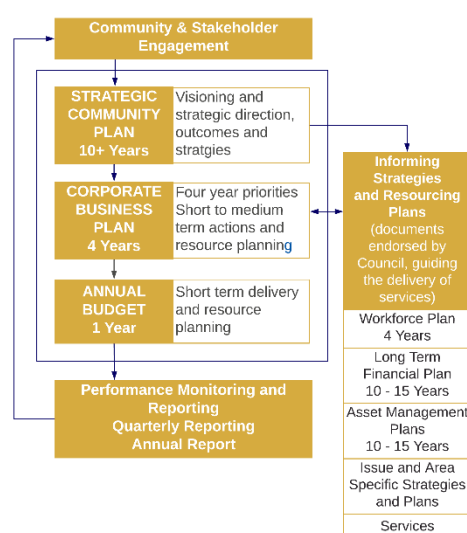 Community & Stakeholder
Engagement
STRATEGIC
COMMUNITY
PLAN
10+ Years
Visioning and
strategic direction,
outcomes and
stratgies
CORPORATE
BUSINESS
PLAN
4 Years
Four year priorities
Short to medium
term actions and
resource planning
ANNUAL
BUDGET
1 Year
Short term delivery
and resource
planning
Performance Monitoring and
Reporting
Quarterly Reporting
Annual Report
Informing
Strategies
and Resourcing
Plans
(documents
endorsed by
Council, guiding
the delivery of
services)
Workforce Plan
4 Years
Long Term
Financial Plan
10 - 15 Years
Asset Management
Plans
10 - 15 Years
Issue and Area
Specific Strategies
and Plans
Services